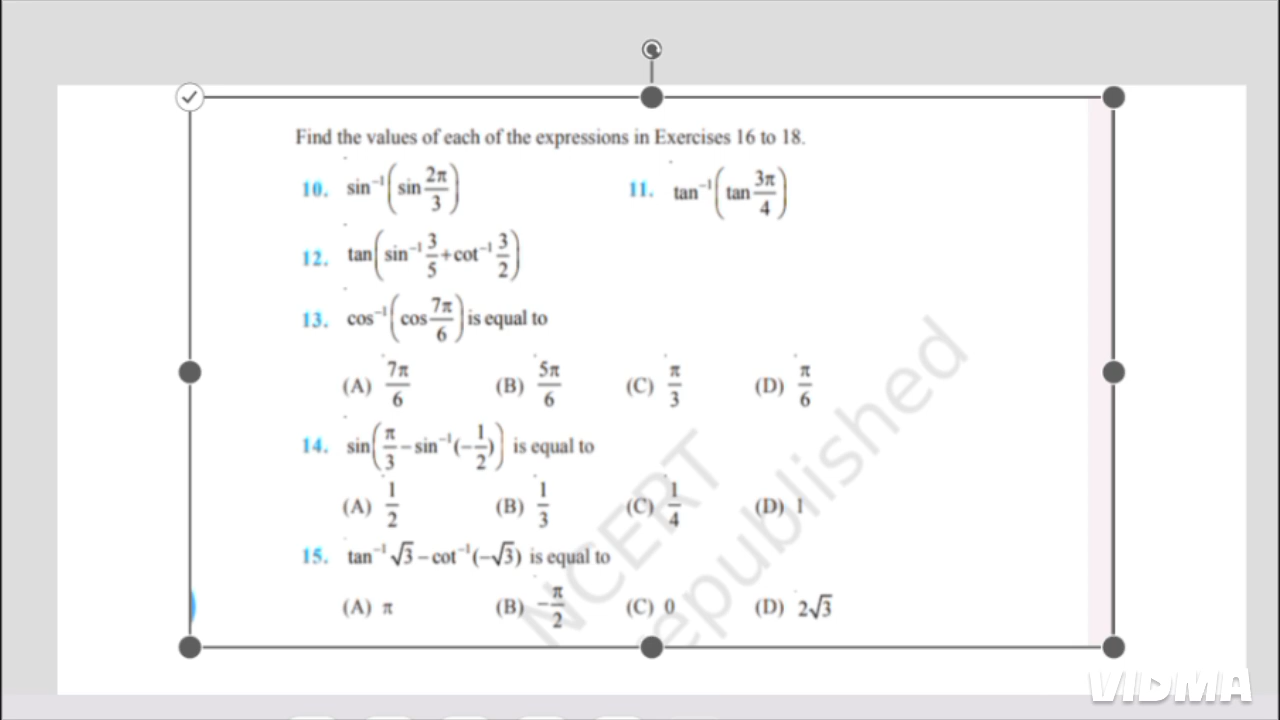 Find the values of each of the expressions in Exercises 16 to 18.
10. sin⁻¹(sin 2π/3) 11. tan⁻¹(tan 3π/4)
12. tan(sin⁻¹ 3/5 + cot⁻¹ 3/2)
13. cos⁻¹(cos 7π/6) is equal to
(A) 7π/6 (B) 5π/6 (C) π/3 (D) π/6
14. sin(π/3 − sin⁻¹(−1/2)) is equal to
(A) 1/2 (B) 1/3 (C) 1/4 (D) 1
15. tan⁻¹ √3 − cot⁻¹(−√3) is equal to
(A) π (B) −π/2 (C) 0 (D) 2√3
NCERT
epublished
VIDMA